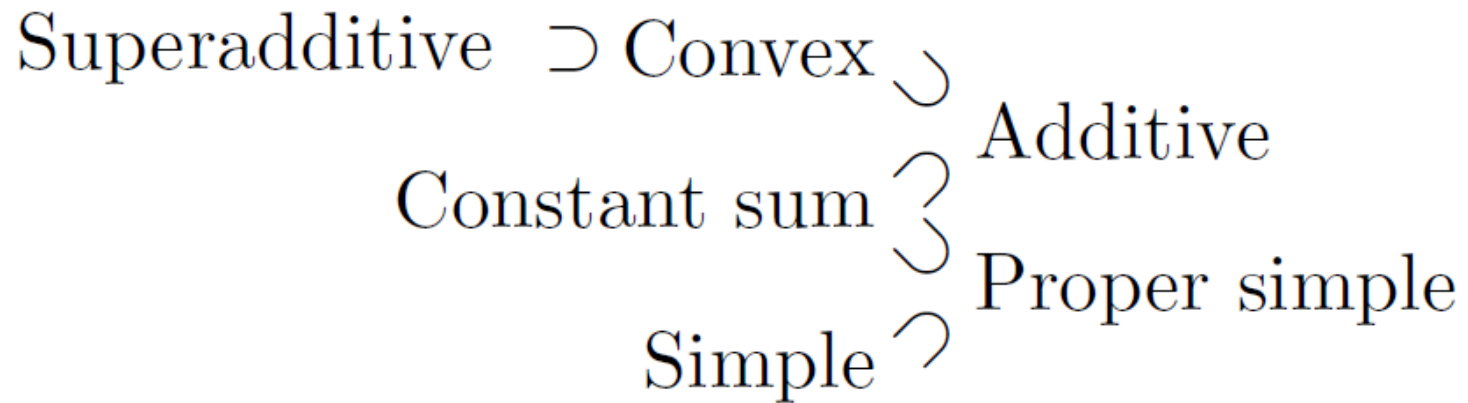 Superadditive ⊃ Convex ⊃
Additive
Constant sum ⊃ ⊃
Proper simple
Simple ⊃